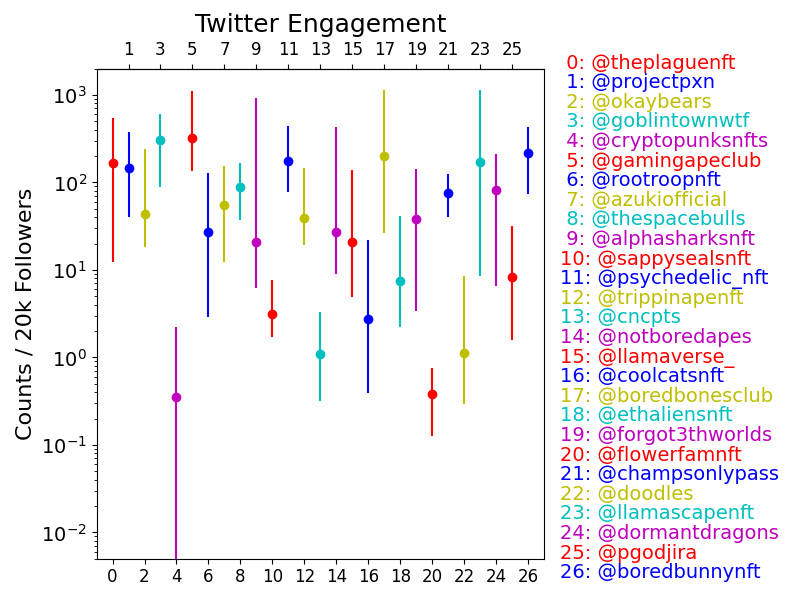 Twitter Engagement
1 3 5 7 9 11 13 15 17 19 21 23 25
Counts / 20k Followers
10³
10²
10¹
10⁰
10⁻¹
10⁻²
0 2 4 6 8 10 12 14 16 18 20 22 24 26
0: @theplaguenft
1: @projectpxn
2: @okaybears
3: @goblintownwtf
4: @cryptopunksnfts
5: @gamingapeclub
6: @rootroopnft
7: @azukiofficial
8: @thespacebulls
9: @alphasharksnft
10: @sappysealsnft
11: @psychedelic_nft
12: @trippinapenft
13: @cncpts
14: @notboredapes
15: @llamaverse_
16: @coolcatsnft
17: @boredbonesclub
18: @ethaliensnft
19: @forgot3thworlds
20: @flowerfamnft
21: @champsonlypass
22: @doodles
23: @llamascapenft
24: @dormantdragons
25: @pgodjira
26: @boredbunnynft